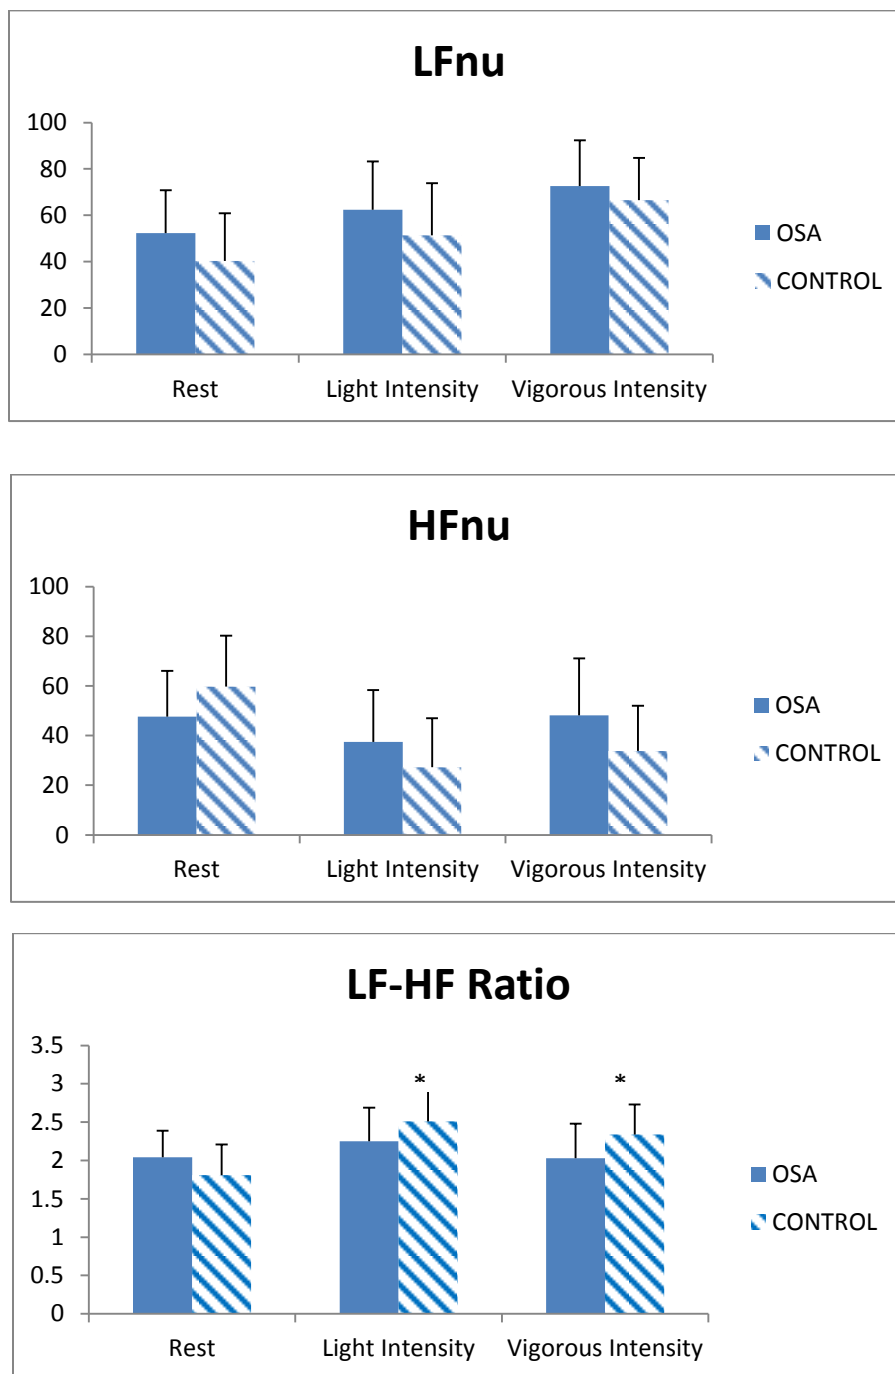 LFnu
100
80
60
40
20
0
Rest Light Intensity Vigorous Intensity
OSA
CONTROL
HFnu
100
80
60
40
20
0
Rest Light Intensity Vigorous Intensity
OSA
CONTROL
LF-HF Ratio
3.5
3
2.5
2
1.5
1
0.5
0
* *
Rest Light Intensity Vigorous Intensity
OSA
CONTROL